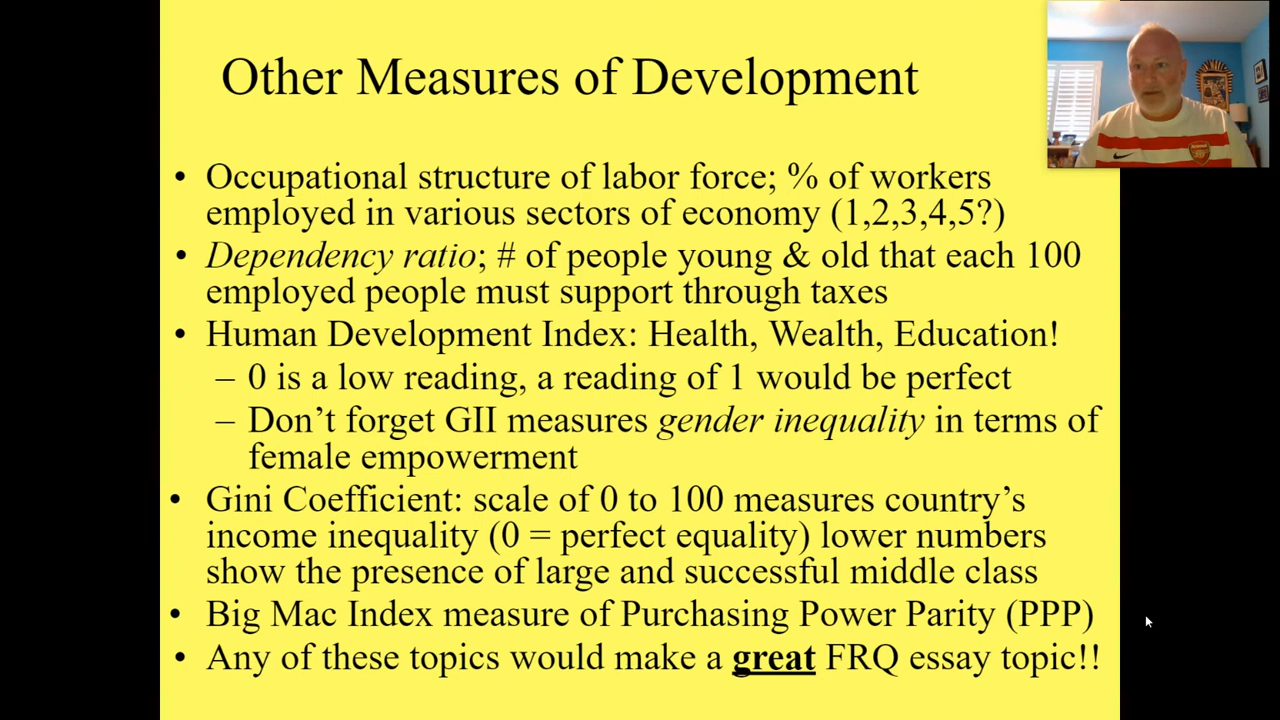 Other Measures of Development
• Occupational structure of labor force; % of workers
employed in various sectors of economy (1,2,3,4,5?)
• Dependency ratio; # of people young & old that each 100
employed people must support through taxes
• Human Development Index: Health, Wealth, Education!
– 0 is a low reading, a reading of 1 would be perfect
– Don’t forget GII measures gender inequality in terms of
female empowerment
• Gini Coefficient: scale of 0 to 100 measures country’s
income inequality (0 = perfect equality) lower numbers
show the presence of large and successful middle class
• Big Mac Index measure of Purchasing Power Parity (PPP)
• Any of these topics would make a great FRQ essay topic!!